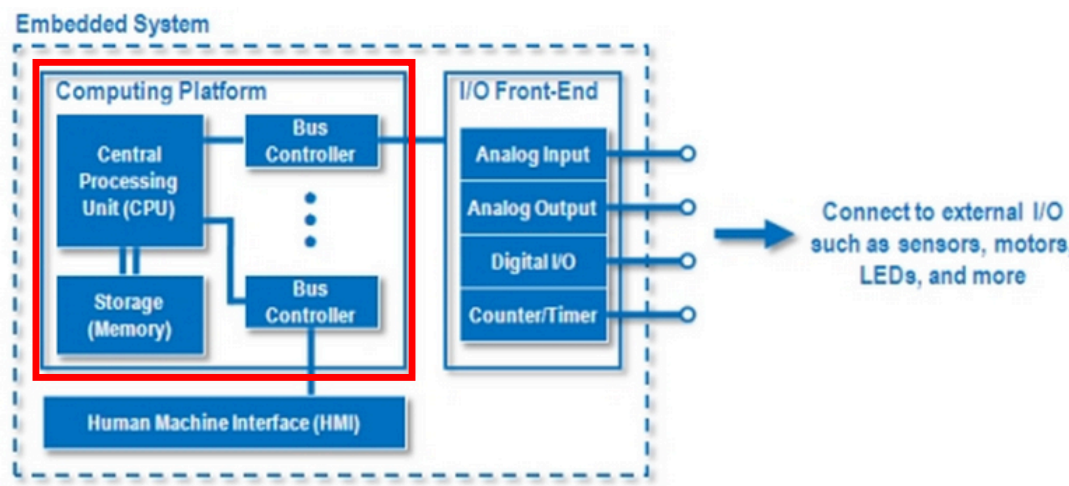 Embedded System
Computing Platform
Central
Processing
Unit (CPU)
Bus
Controller
Storage
(Memory)
Bus
Controller
I/O Front-End
Analog Input
Analog Output
Digital I/O
Counter/Timer
Connect to external I/O
such as sensors, motors,
LEDs, and more
Human Machine Interface (HMI)